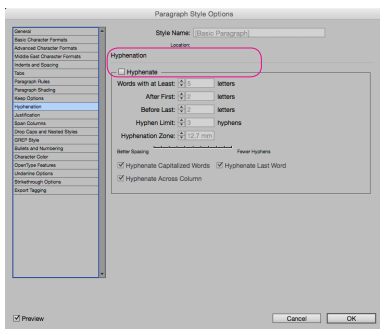 Paragraph Style Options
General
Basic Character Formats
Advanced Character Formats
Middle East Character Formats
Indents and Spacing
Tabs
Paragraph Rules
Paragraph Shading
Keep Options
Hyphenation
Justification
Span Columns
Drop Caps and Nested Styles
GREP Style
Bullets and Numbering
Character Color
OpenType Features
Underline Options
Strikethrough Options
Export Tagging
Style Name: [Basic Paragraph]
Location:
Hyphenation
Hyphenate
Words with at Least: 5 letters
After First: 2 letters
Before Last: 2 letters
Hyphen Limit: 3 hyphens
Hyphenation Zone: 12.7 mm
Better Spacing Fewer Hyphens
Hyphenate Capitalized Words Hyphenate Last Word
Hyphenate Across Column
Preview Cancel OK